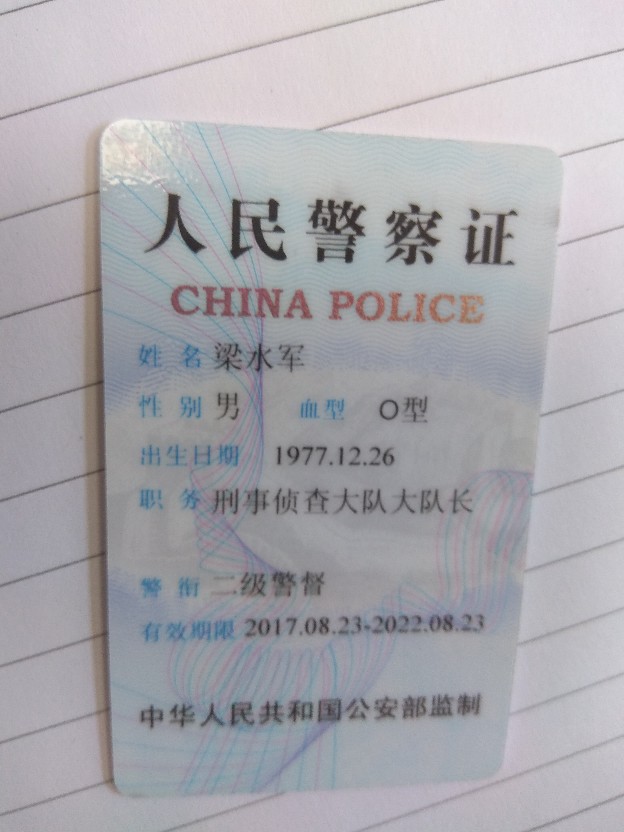 人民警察证
CHINA POLICE
姓名 梁水军
性别 男 血型 O型
出生日期 1977.12.26
职务 刑事侦查大队大队长
警衔 二级警督
有效期限 2017.08.23-2022.08.23
中华人民共和国公安部监制